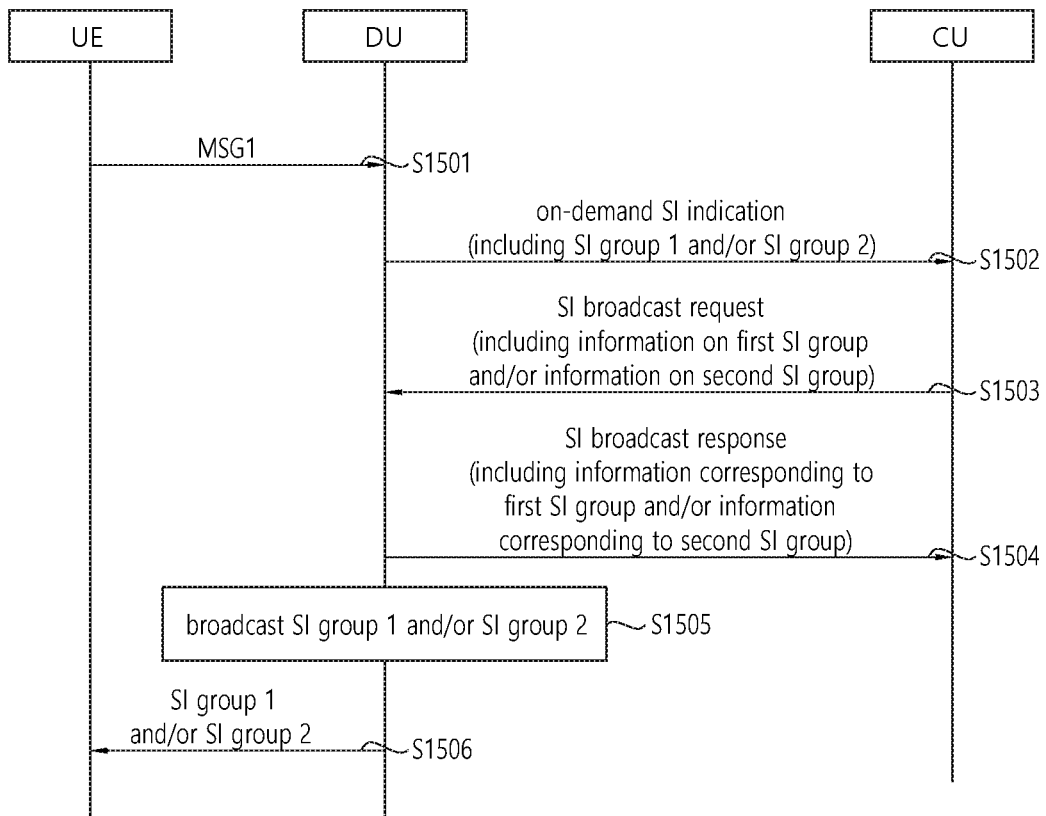 UE
DU
CU
MSG1
S1501
on-demand SI indication
(including SI group 1 and/or SI group 2)
S1502
SI broadcast request
(including information on first SI group
and/or information on second SI group)
S1503
SI broadcast response
(including information corresponding to
first SI group and/or information
corresponding to second SI group)
S1504
broadcast SI group 1 and/or SI group 2
S1505
SI group 1
and/or SI group 2
S1506